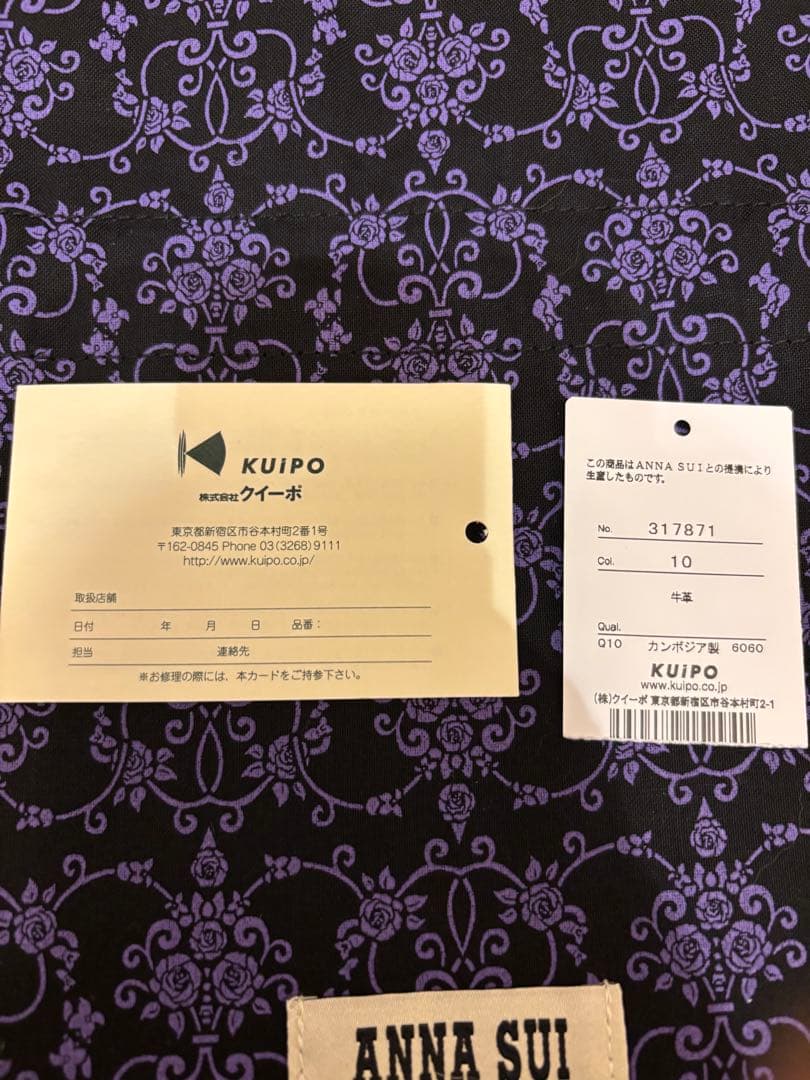 KUiPO
株式会社クイーポ
東京都新宿区市谷本村町2番1号
〒162-0845 Phone 03(3268)9111
http://www.kuipo.co.jp/
取扱店舗
日付 年 月 日 品番：
担当 連絡先
※お修理の際には、本カードをご持参下さい。
この商品はANNA SUIとの提携により
生産したものです。
No. 317871
Col. 10
牛革
Qual.
Q10 カンボジア製 6060
KUiPO
www.kuipo.co.jp
(株)クイーポ 東京都新宿区市谷本村町2-1
ANNA SUI